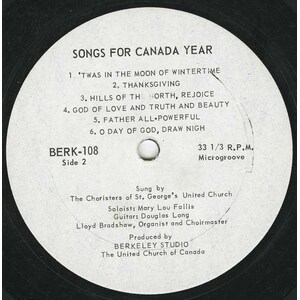 SONGS FOR CANADA YEAR
1. 'TWAS IN THE MOON OF WINTERTIME
2. THANKSGIVING
3. HILLS OF TH ORTH, REJOICE
4. GOD OF LOVE AND TRUTH AND BEAUTY
5. FATHER ALL-POWERFUL
6. O DAY OF GOD, DRAW NIGH
BERK-108 33 1/3 R.P.M.
Side 2 Microgroove
Sung by
The Choristers of St. George's United Church
Soloist: Mary Lou Fallis
Guitar: Douglas Long
Lloyd Bradshaw, Organist and Choirmaster
Produced by
BERKELEY STUDIO
The United Church of Canada